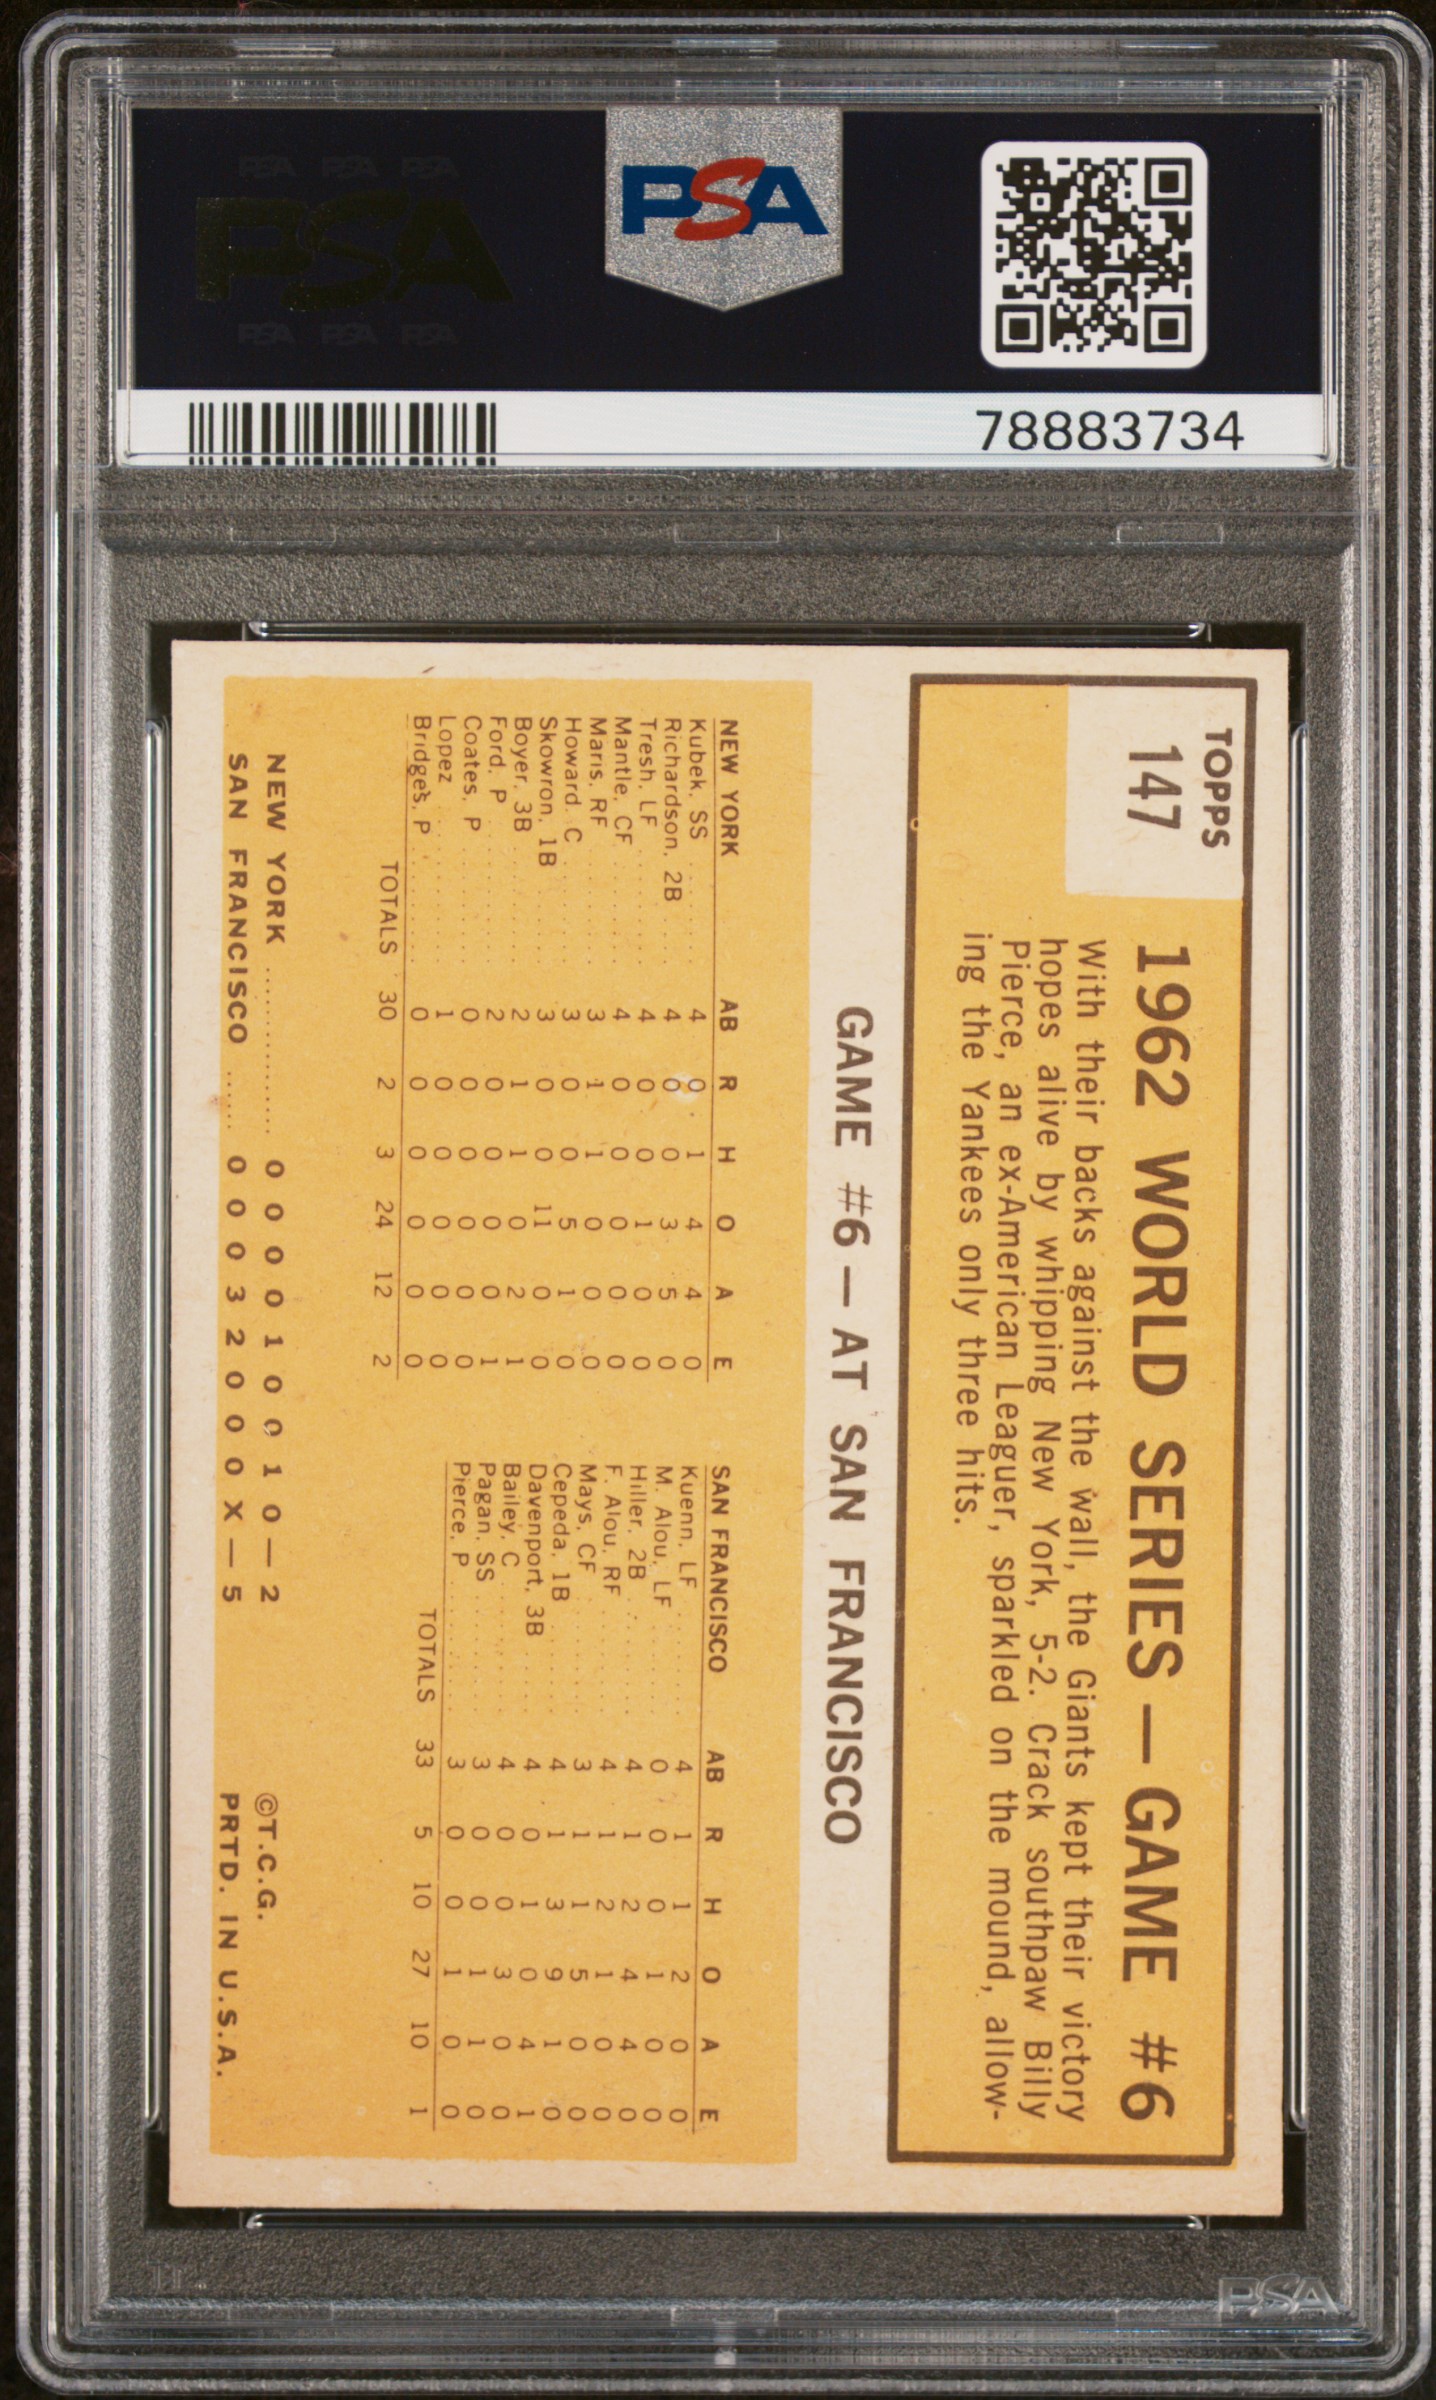 PSA PSA PSA
PSA
PSA PSA PSA
PSA
78883734
TOPPS
147
1962 WORLD SERIES — GAME #6
With their backs against the wall, the Giants kept their victory
hopes alive by whipping New York, 5-2. Crack southpaw Billy
Pierce, an ex-American Leaguer, sparkled on the mound, allow-
ing the Yankees only three hits.
GAME #6 — AT SAN FRANCISCO
NEW YORK AB R H O A E
Kubek, SS 4 0 1 4 4 0
Richardson, 2B 4 0 0 3 5 0
Tresh, LF 4 0 0 1 0 0
Mantle, CF 4 0 0 0 0 0
Maris, RF 3 1 1 0 0 0
Howard, C 3 0 0 5 1 0
Skowron, 1B 3 0 0 11 0 0
Boyer, 3B 2 1 1 0 2 1
Ford, P 2 0 0 0 0 1
Coates, P 0 0 0 0 0 0
Lopez 1 0 0 0 0 0
Bridges, P 0 0 0 0 0 0
TOTALS 30 2 3 24 12 2
SAN FRANCISCO AB R H O A E
Kuenn, LF 4 1 1 2 0 0
M. Alou, LF 0 0 0 1 0 0
Hiller, 2B 4 1 2 4 4 0
F. Alou, RF 4 1 2 1 0 0
Mays, CF 3 1 1 5 0 0
Cepeda, 1B 4 1 3 9 1 0
Davenport, 3B 4 0 1 0 4 1
Bailey, C 4 0 0 3 0 0
Pagan, SS 3 0 0 1 1 0
Pierce, P 3 0 0 1 0 0
TOTALS 33 5 10 27 10 1
NEW YORK .............. 0 0 0 0 1 0 0 1 0 — 2
SAN FRANCISCO ...... 0 0 0 3 2 0 0 0 X — 5
©T.C.G.
PRTD. IN U.S.A.
PSA